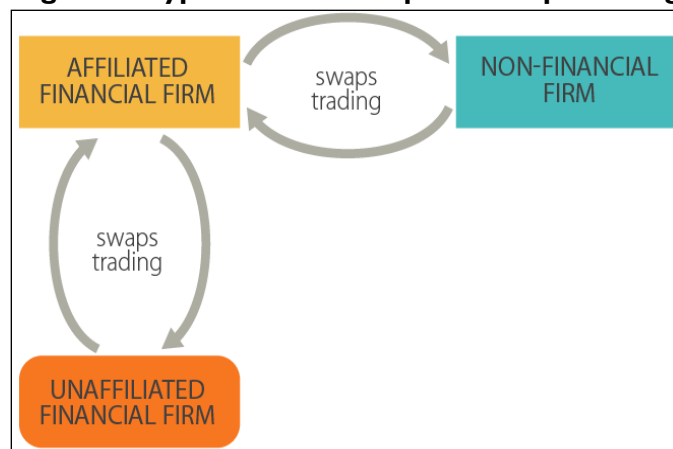 AFFILIATED
FINANCIAL FIRM
swaps
trading
NON-FINANCIAL
FIRM
swaps
trading
UNAFFILIATED
FINANCIAL FIRM